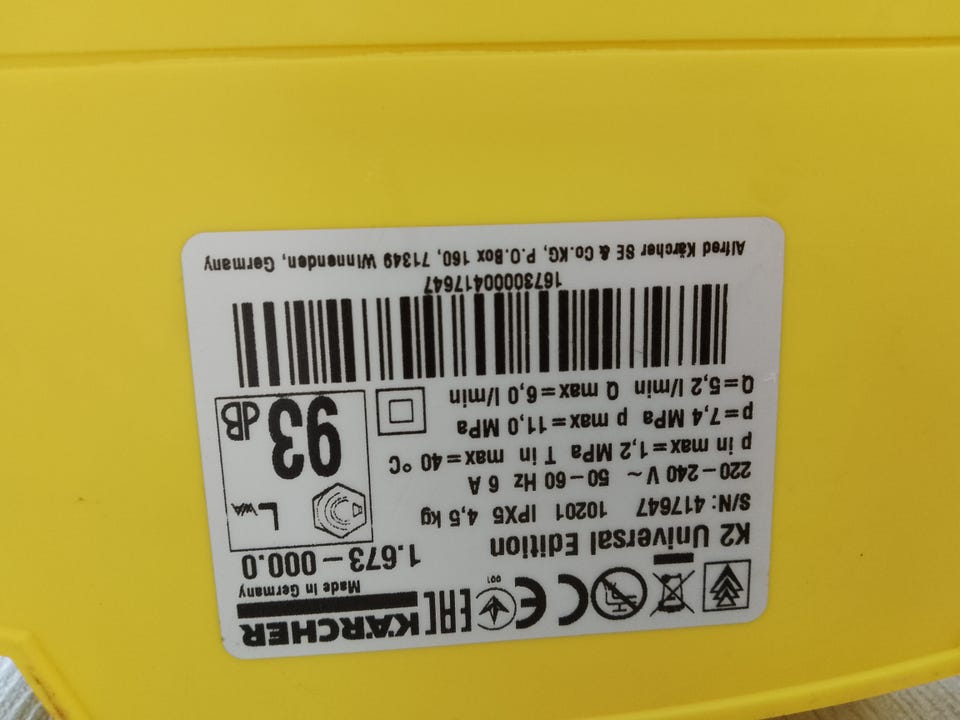 KÄRCHER
Made in Germany
001
K2 Universal Edition
1.673-000.0
S/N: 417647 10201 IPX5 4,5 kg
220-240 V ~ 50-60 Hz 6 A
p in max=1,2 MPa T in max=40 °C
p=7,4 MPa p max=11,0 MPa
Q=5,2 l/min Q max=6,0 l/min
LWA
93 dB
16730000417647
Alfred Kärcher SE & Co.KG, P.O.Box 160, 71349 Winnenden, Germany